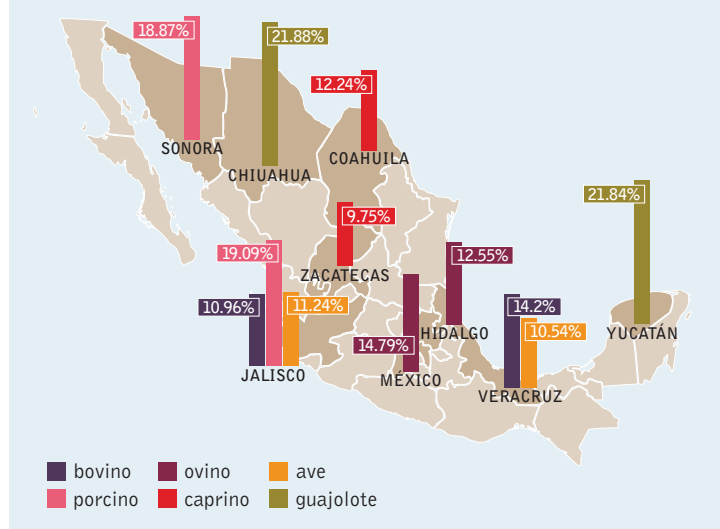 18.87%
21.88%
12.24%
SONORA
COAHUILA
CHIUAHUA
21.84%
9.75%
19.09%
12.55%
ZACATECAS
10.96%
11.24%
14.2%
10.54%
HIDALGO
YUCATÁN
14.79%
JALISCO
MÉXICO
VERACRUZ
bovino ovino ave
porcino caprino guajolote